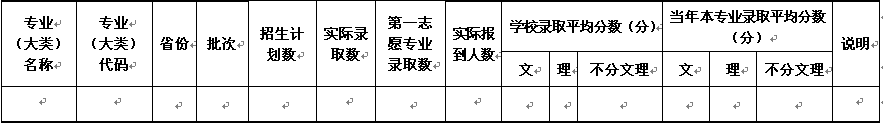 专业
（大类）
名称
专业
（大类）
代码
省份
批次
招生计
划数
实际录
取数
第一志
愿专业
录取数
实际报
到人数
学校录取平均分数（分）
文
理
不分文理
当年本专业录取平均分数
（分）
文
理
不分文理
说明